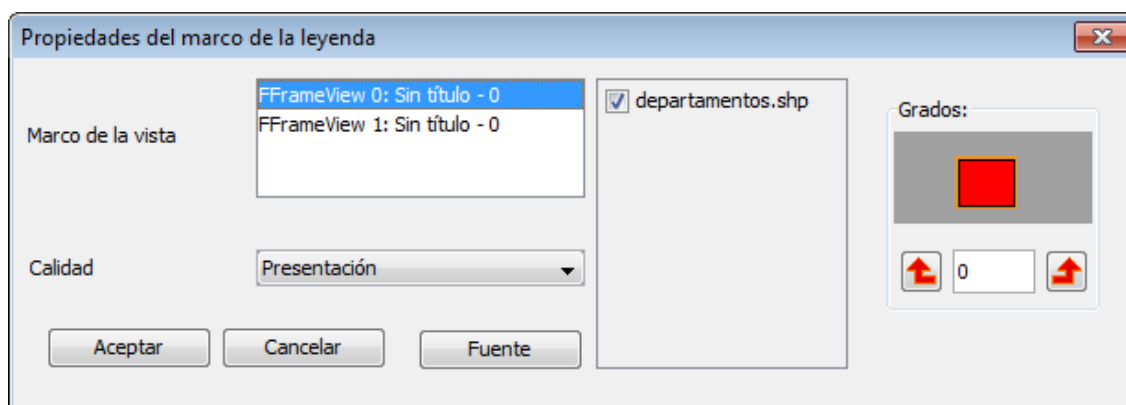 Propiedades del marco de la leyenda
Marco de la vista
FFrameView 0: Sin título - 0
FFrameView 1: Sin título - 0
departamentos.shp
Grados:
Calidad
Presentación
0
Aceptar
Cancelar
Fuente